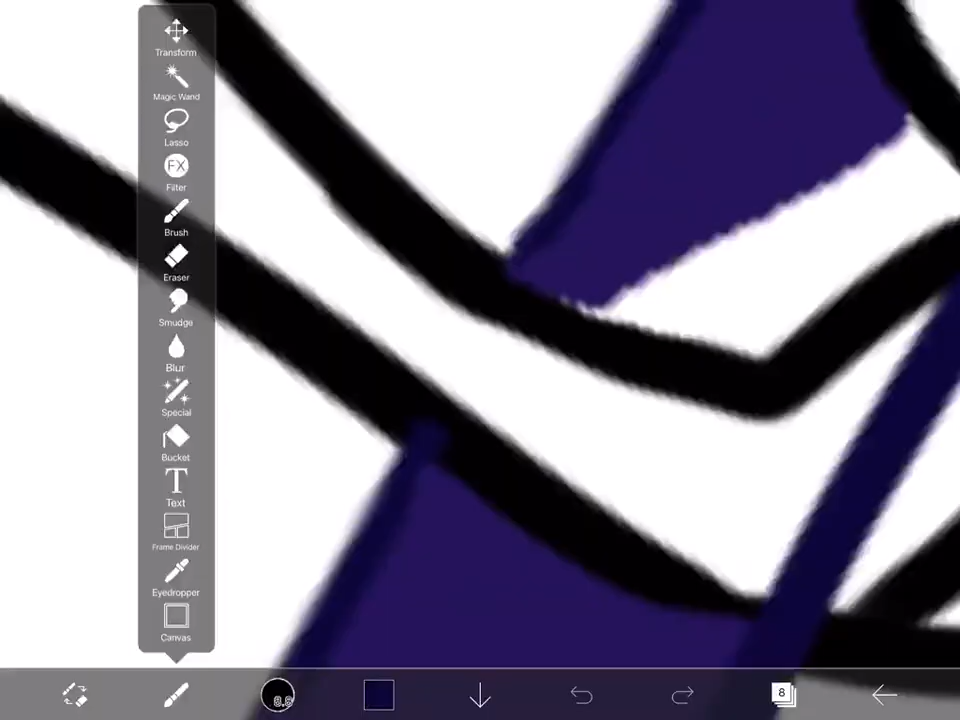 Transform
Magic Wand
Lasso
FX
Filter
Brush
Eraser
Smudge
Blur
Special
Bucket
T
Text
Frame Divider
Eyedropper
Canvas
8